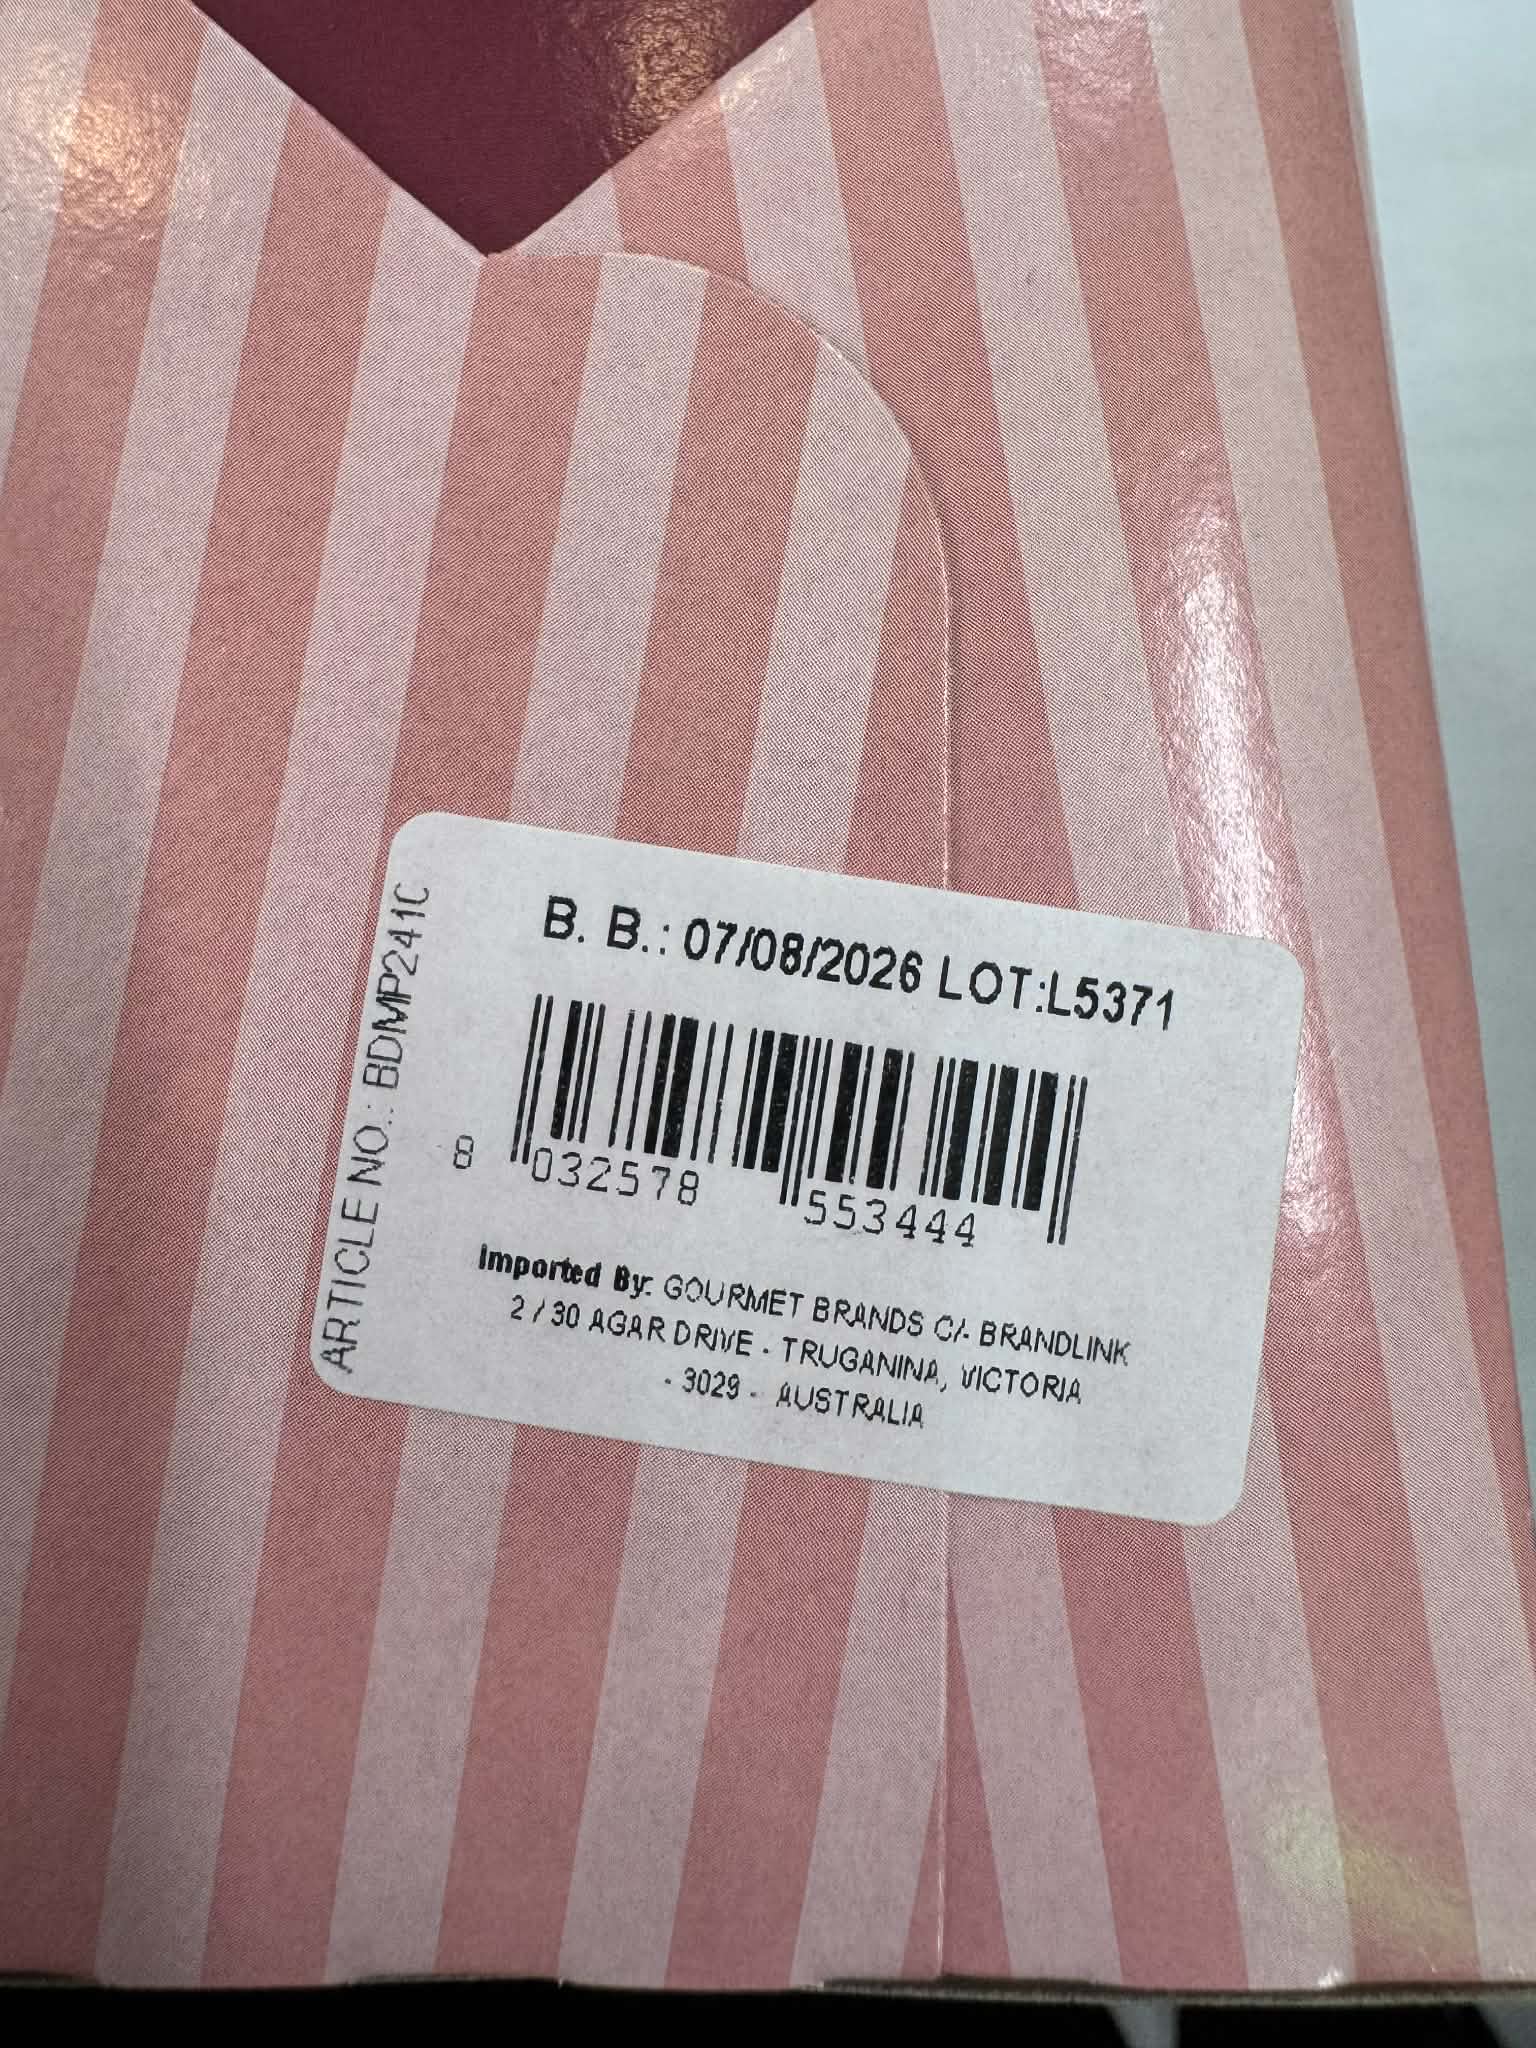 B. B.: 07/08/2026 LOT:L5371
8 032578 553444
Imported By: GOURMET BRANDS C/- BRANDLINK
2 / 30 AGAR DRIVE - TRUGANINA, VICTORIA
- 3029 - AUSTRALIA
ARTICLE NO.: BDMP241C